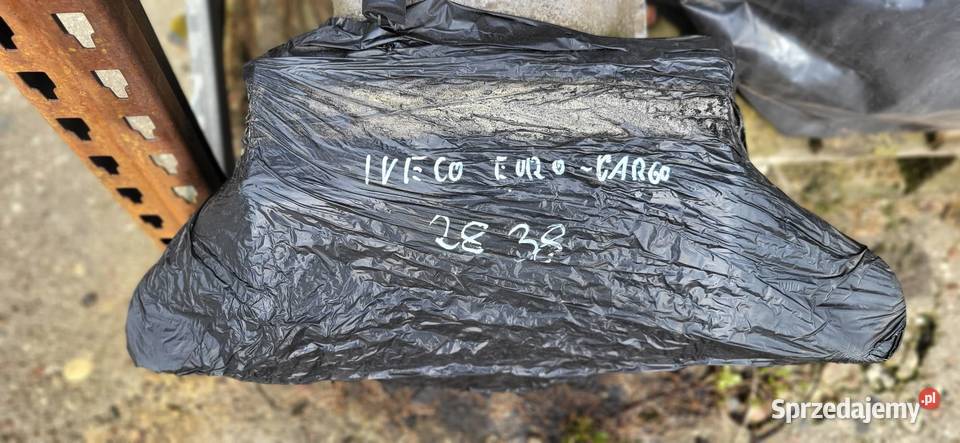 IVECO EURO-CARGO
28 38
Sprzedajemy.pl